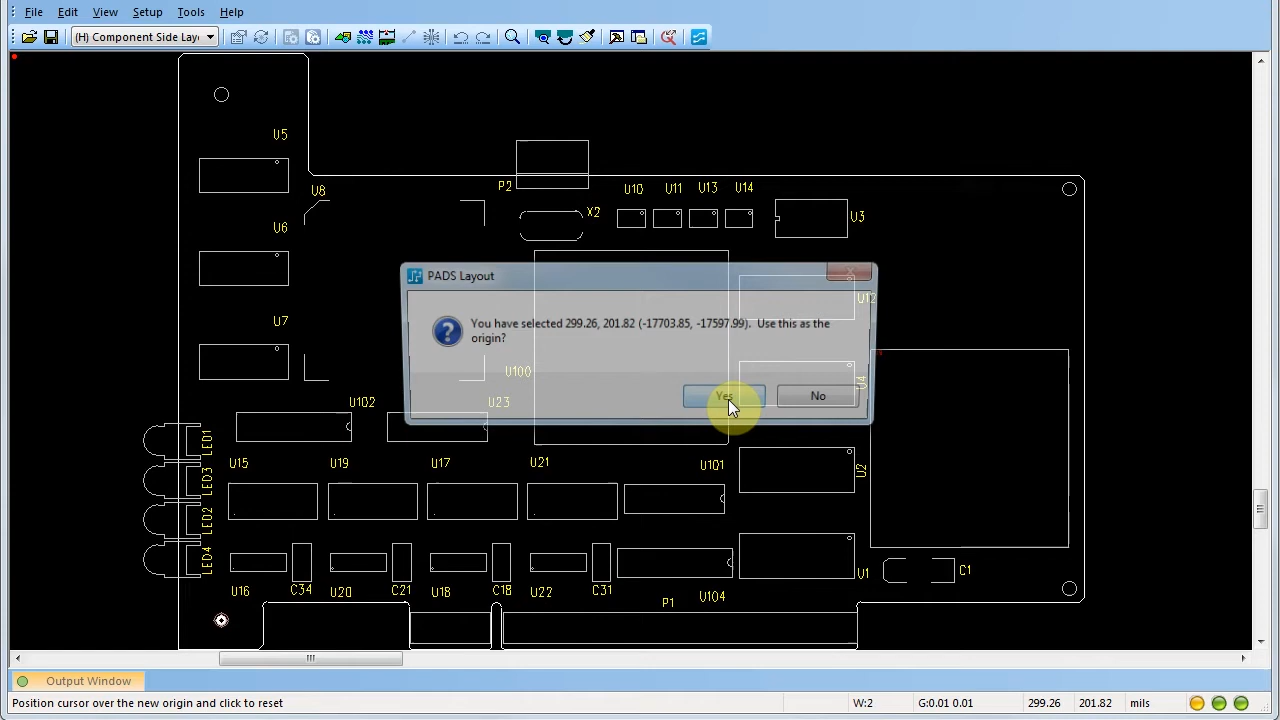 File Edit View Setup Tools Help
(H) Component Side Lay
U5
U8
P2
U10 U11 U13 U14
X2
U3
U6
PADS Layout
You have selected 299.26, 201.82 (-17703.85, -17597.99). Use this as the
origin?
U12
U7
U100
U4
Yes No
U102 U23
LED1
U15 U19 U17 U21 U101
U2
LED3
LED2
LED4
C1
U1
U16 C34 U20 C21 U18 C18 U22 C31 U104
P1
Output Window
Position cursor over the new origin and click to reset W:2 G:0.01 0.01 299.26 201.82 mils